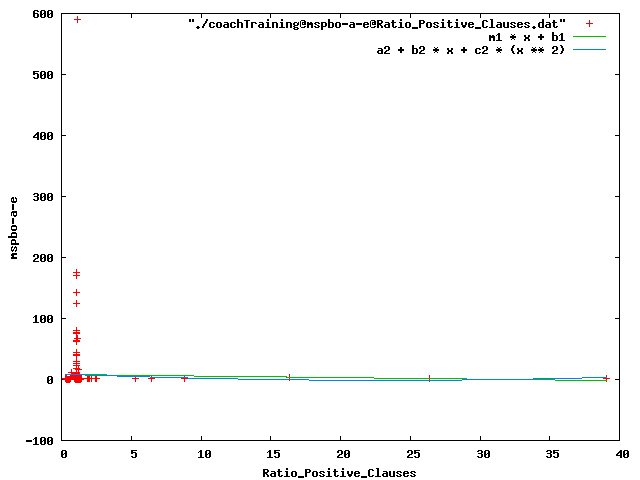 600
500
400
300
200
100
0
-100
mspbo-a-e
"./coachTraining@mspbo-a-e@Ratio_Positive_Clauses.dat"
m1 * x + b1
a2 + b2 * x + c2 * (x ** 2)
0 5 10 15 20 25 30 35 40
Ratio_Positive_Clauses